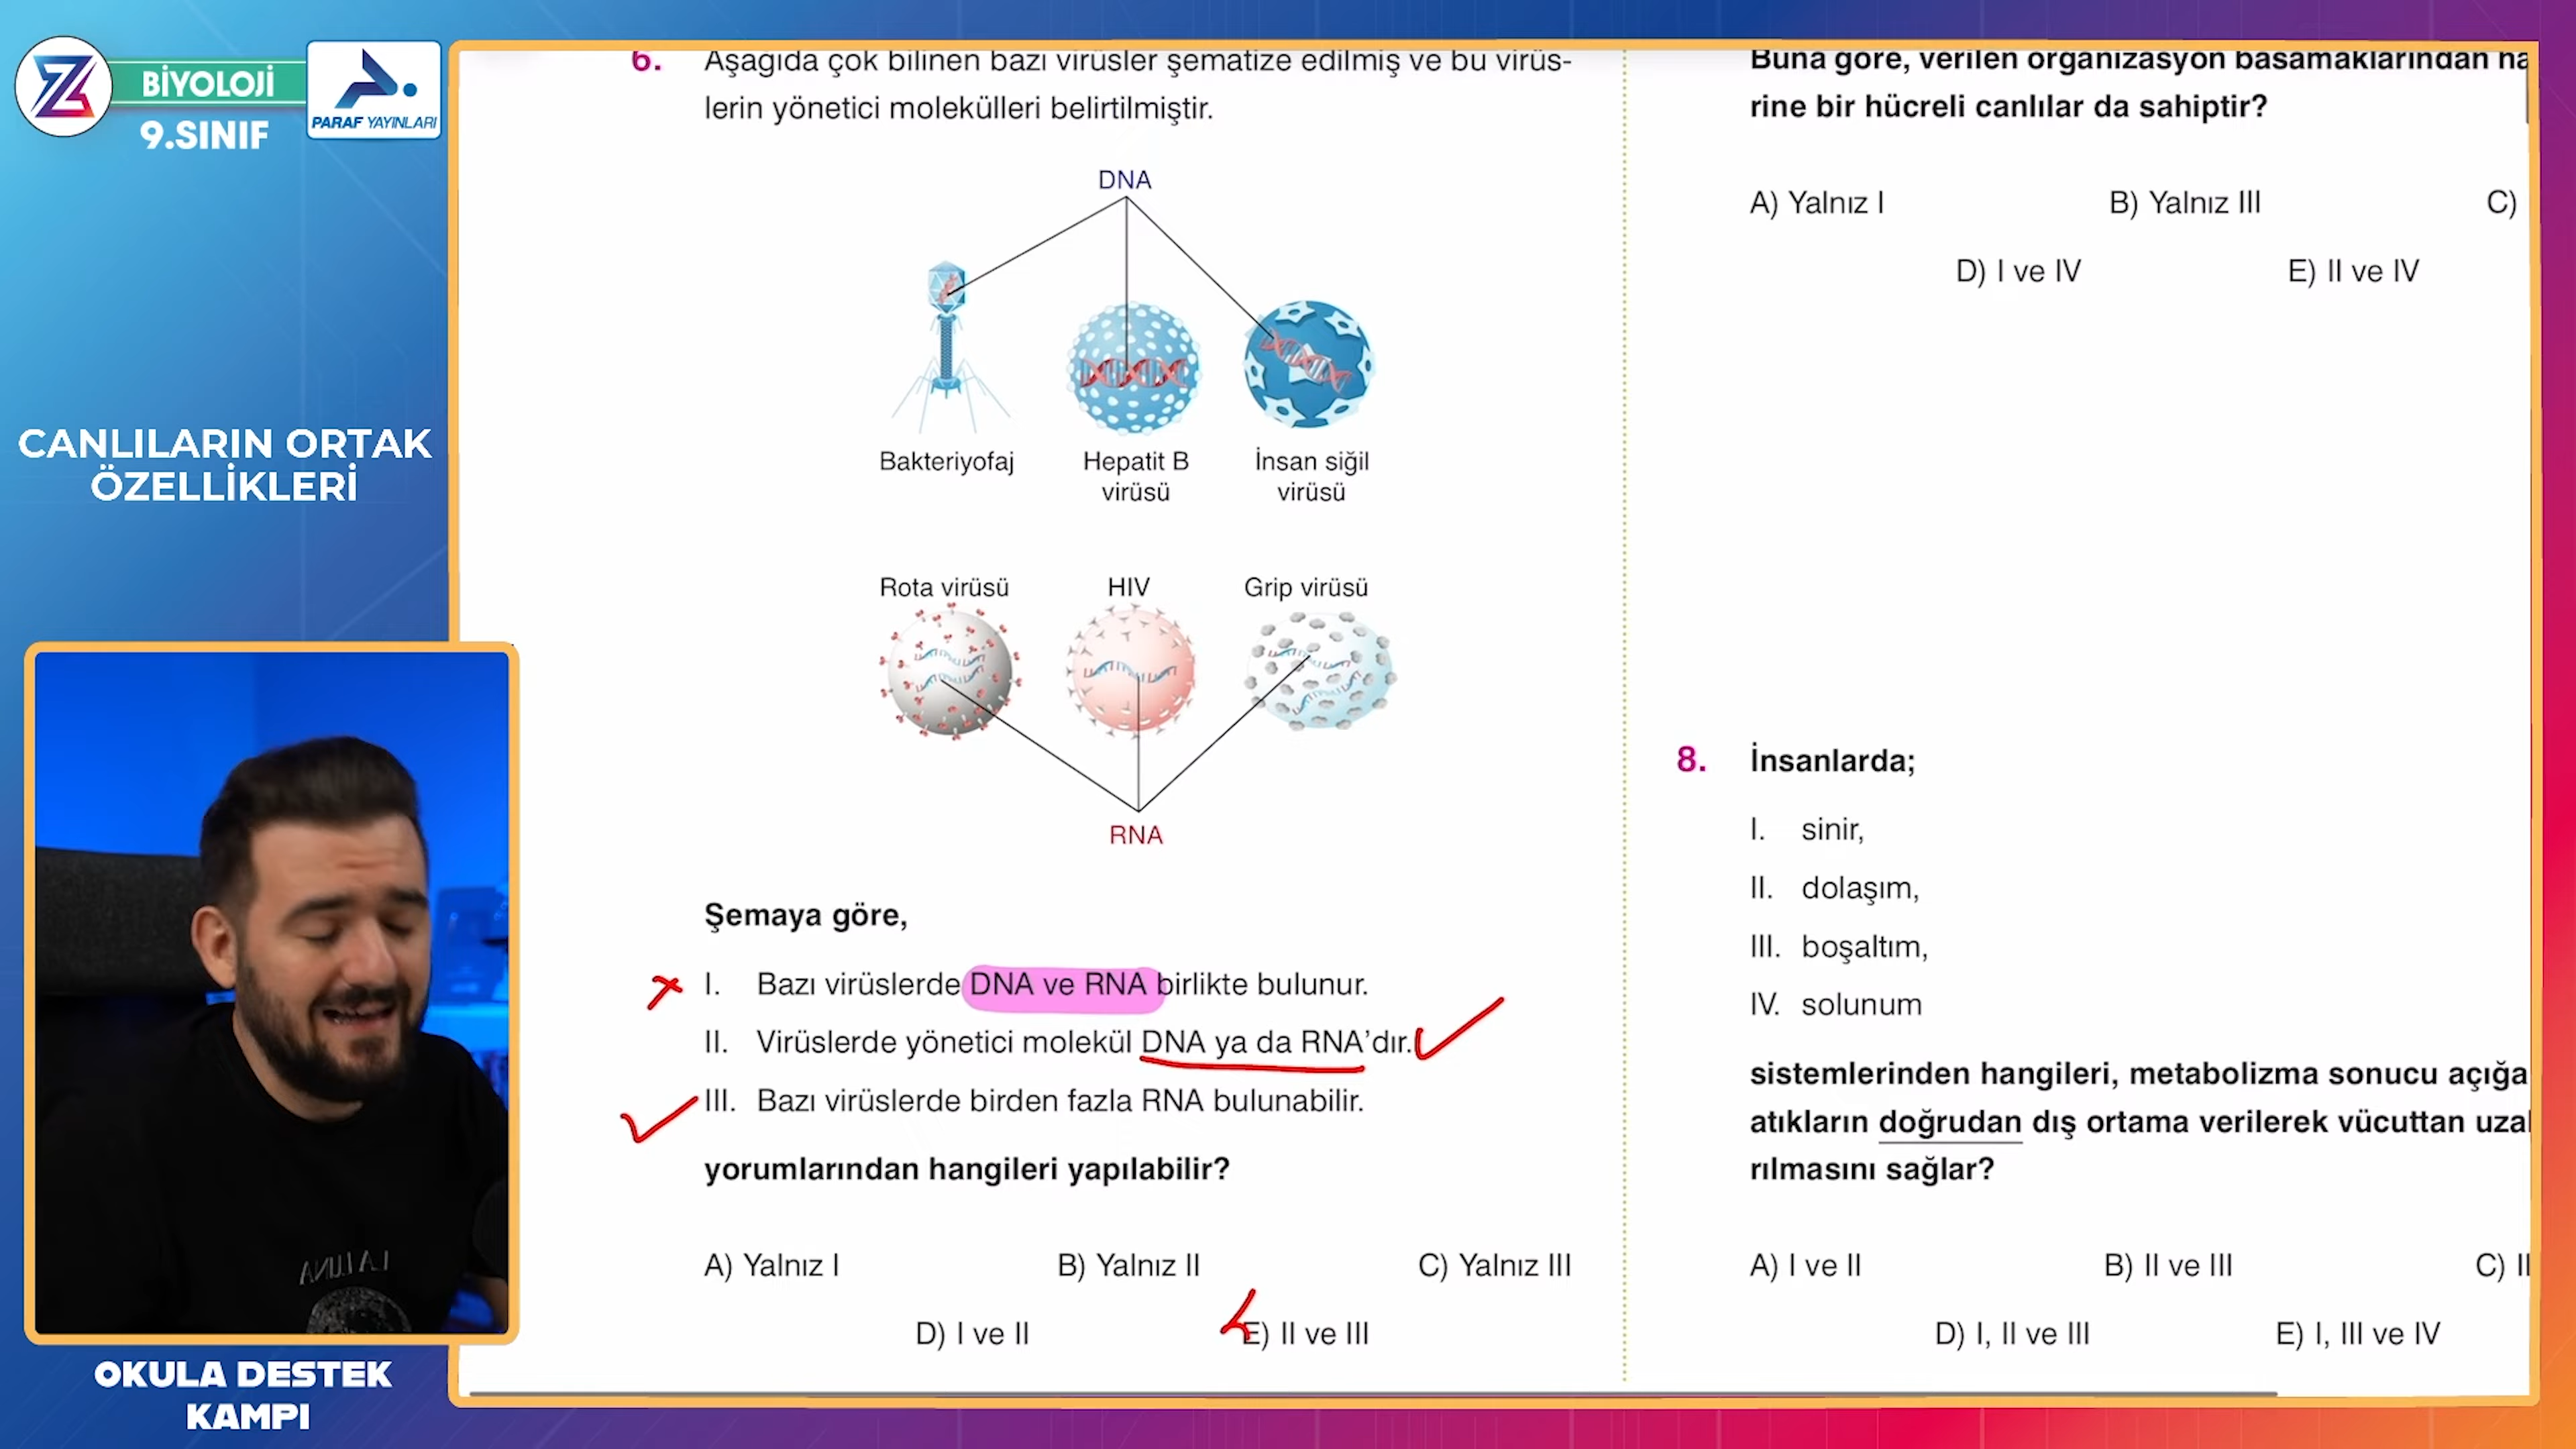 BİYOLOJİ
9.SINIF
PARAF YAYINLARI
CANLILARIN ORTAK
ÖZELLİKLERİ
6. Aşağıda çok bilinen bazı virüsler şematize edilmiş ve bu virüs-
lerin yönetici molekülleri belirtilmiştir.
DNA
Bakteriyofaj
Hepatit B
virüsü
İnsan siğil
virüsü
Rota virüsü
HIV
Grip virüsü
RNA
Şemaya göre,
I. Bazı virüslerde DNA ve RNA birlikte bulunur.
II. Virüslerde yönetici molekül DNA ya da RNA'dır.
III. Bazı virüslerde birden fazla RNA bulunabilir.
yorumlarından hangileri yapılabilir?
A) Yalnız I B) Yalnız II C) Yalnız III
D) I ve II E) II ve III
Buna göre, verilen organizasyon basamaklarından ha
rine bir hücreli canlılar da sahiptir?
A) Yalnız I B) Yalnız III C)
D) I ve IV E) II ve IV
8. İnsanlarda;
I. sinir,
II. dolaşım,
III. boşaltım,
IV. solunum
sistemlerinden hangileri, metabolizma sonucu açığa
atıkların doğrudan dış ortama verilerek vücuttan uza
rılmasını sağlar?
A) I ve II B) II ve III C) II
D) I, II ve III E) I, III ve IV
LA LUNA
OKULA DESTEK
KAMPI